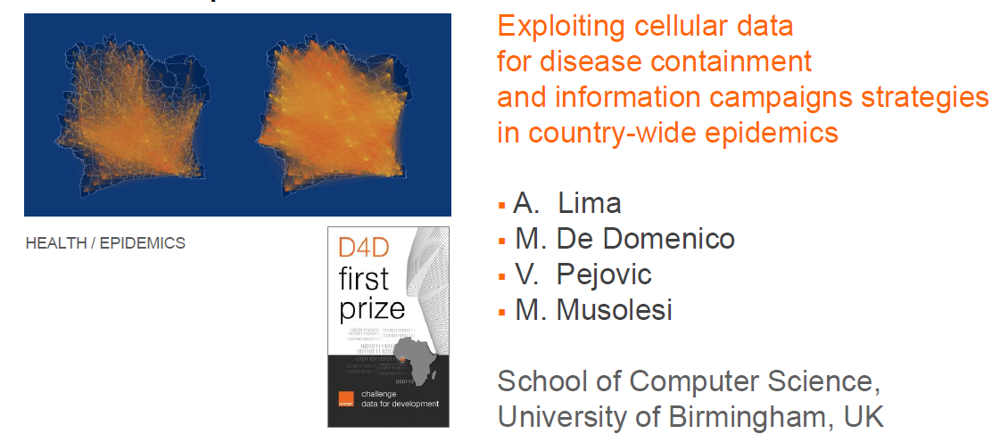 HEALTH / EPIDEMICS
D4D
first
prize
challenge
data for development
Exploiting cellular data
for disease containment
and information campaigns strategies
in country-wide epidemics
▪ A. Lima
▪ M. De Domenico
▪ V. Pejovic
▪ M. Musolesi
School of Computer Science,
University of Birmingham, UK